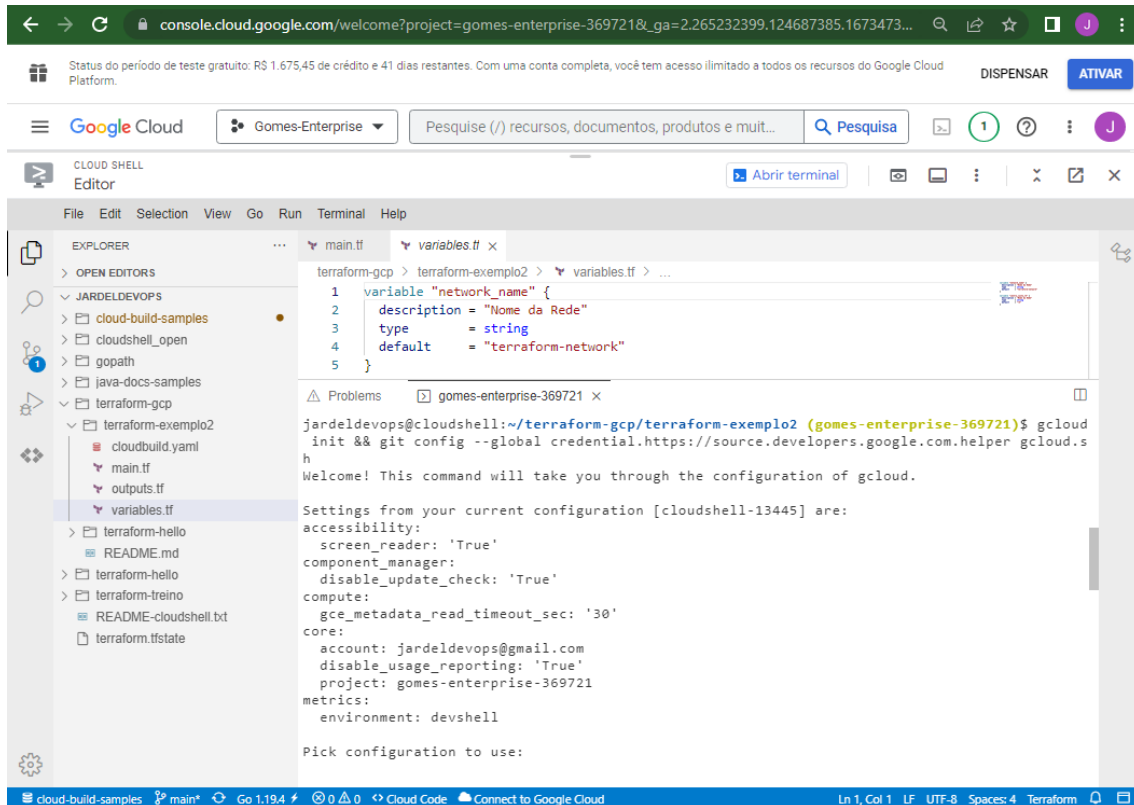 console.cloud.google.com/welcome?project=gomes-enterprise-369721&_ga=2.265232399.124687385.1673473...
J
Status do período de teste gratuito: R$ 1.675,45 de crédito e 41 dias restantes. Com uma conta completa, você tem acesso ilimitado a todos os recursos do Google Cloud
Platform.
DISPENSAR
ATIVAR
Google Cloud
Gomes-Enterprise
Pesquise (/) recursos, documentos, produtos e muit...
Pesquisa
1
J
CLOUD SHELL
Editor
Abrir terminal
File Edit Selection View Go Run Terminal Help
EXPLORER
OPEN EDITORS
JARDELDEVOPS
cloud-build-samples
cloudshell_open
gopath
java-docs-samples
terraform-gcp
terraform-exemplo2
cloudbuild.yaml
main.tf
outputs.tf
variables.tf
terraform-hello
README.md
terraform-hello
terraform-treino
README-cloudshell.txt
terraform.tfstate
1
main.tf
variables.tf
terraform-gcp > terraform-exemplo2 > variables.tf > ...
1 variable "network_name" {
2 description = "Nome da Rede"
3 type = string
4 default = "terraform-network"
5 }
Problems
gomes-enterprise-369721
jardeldevops@cloudshell:~/terraform-gcp/terraform-exemplo2 (gomes-enterprise-369721)$ gcloud
init && git config --global credential.https://source.developers.google.com.helper gcloud.s
h
Welcome! This command will take you through the configuration of gcloud.
Settings from your current configuration [cloudshell-13445] are:
accessibility:
screen_reader: 'True'
component_manager:
disable_update_check: 'True'
compute:
gce_metadata_read_timeout_sec: '30'
core:
account: jardeldevops@gmail.com
disable_usage_reporting: 'True'
project: gomes-enterprise-369721
metrics:
environment: devshell
Pick configuration to use:
cloud-build-samples main* Go 1.19.4 0 0 Cloud Code Connect to Google Cloud
Ln 1, Col 1 LF UTF-8 Spaces: 4 Terraform